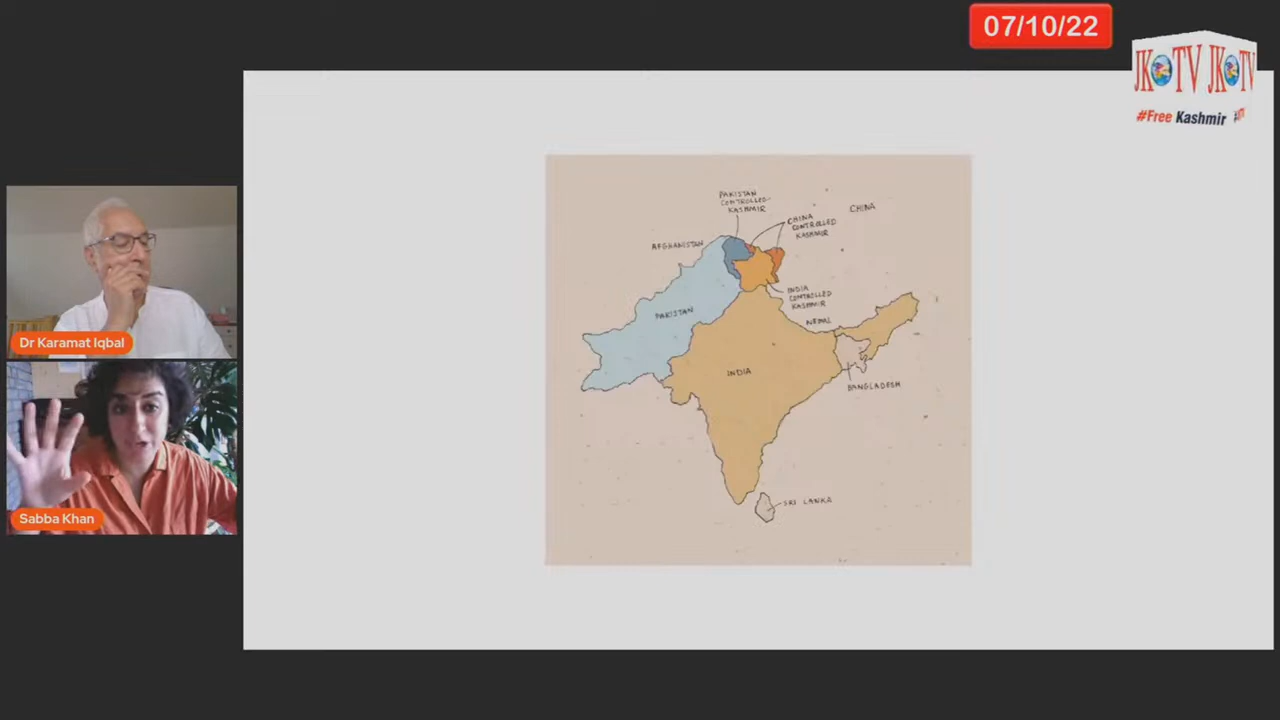 07/10/22
JKTV JKTV
#Free Kashmir
PAKISTAN
CONTROLLED-
KASHMIR
CHINA
CONTROLLED
KASHMIR
CHINA
AFGHANISTAN
INDIA
CONTROLLED
KASHMIR
PAKISTAN
NEPAL
INDIA
BANGLADESH
SRI LANKA
Dr Karamat Iqbal
Sabba Khan